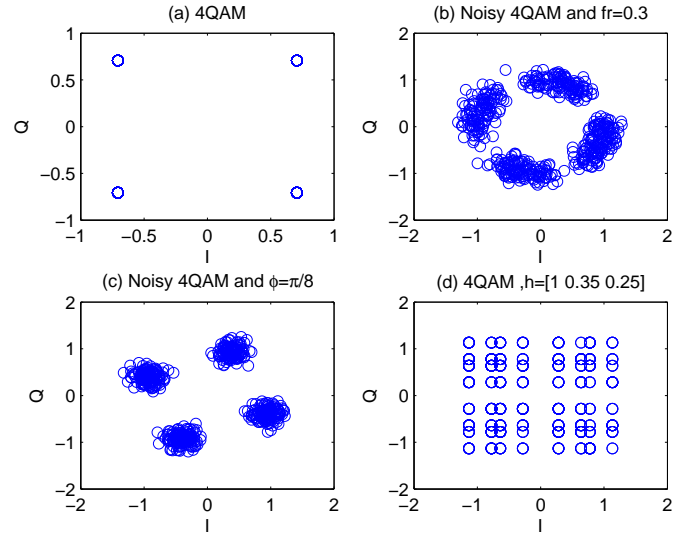 (a) 4QAM
1
0.5
0
−0.5
−1
Q
−1 −0.5 0 0.5 1
I
(b) Noisy 4QAM and fr=0.3
2
1
0
−1
−2
Q
−2 −1 0 1 2
I
(c) Noisy 4QAM and ϕ=π/8
2
1
0
−1
−2
Q
−2 −1 0 1 2
I
(d) 4QAM ,h=[1 0.35 0.25]
2
1
0
−1
−2
Q
−2 −1 0 1 2
I